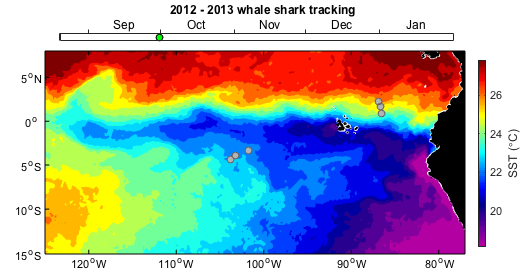 2012 - 2013 whale shark tracking
Sep Oct Nov Dec Jan
5°N
0°
5°S
10°S
15°S
120°W 110°W 100°W 90°W 80°W
26
24
22
20
SST (°C)